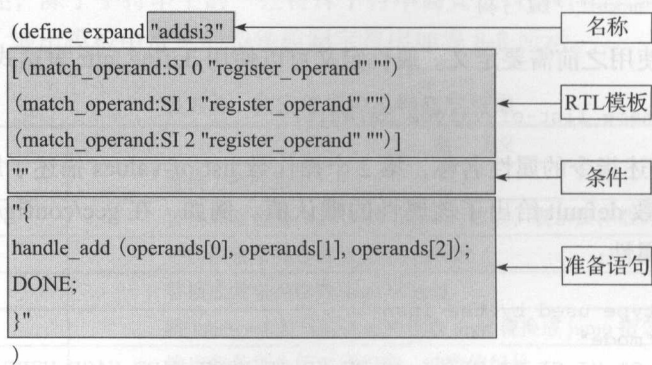 (define_expand "addsi3"
名称
[(match_operand:SI 0 "register_operand" "")
(match_operand:SI 1 "register_operand" "")
RTL模板
(match_operand:SI 2 "register_operand" "")]
""
条件
"{
handle_add (operands[0], operands[1], operands[2]);
准备语句
DONE;
}"
)